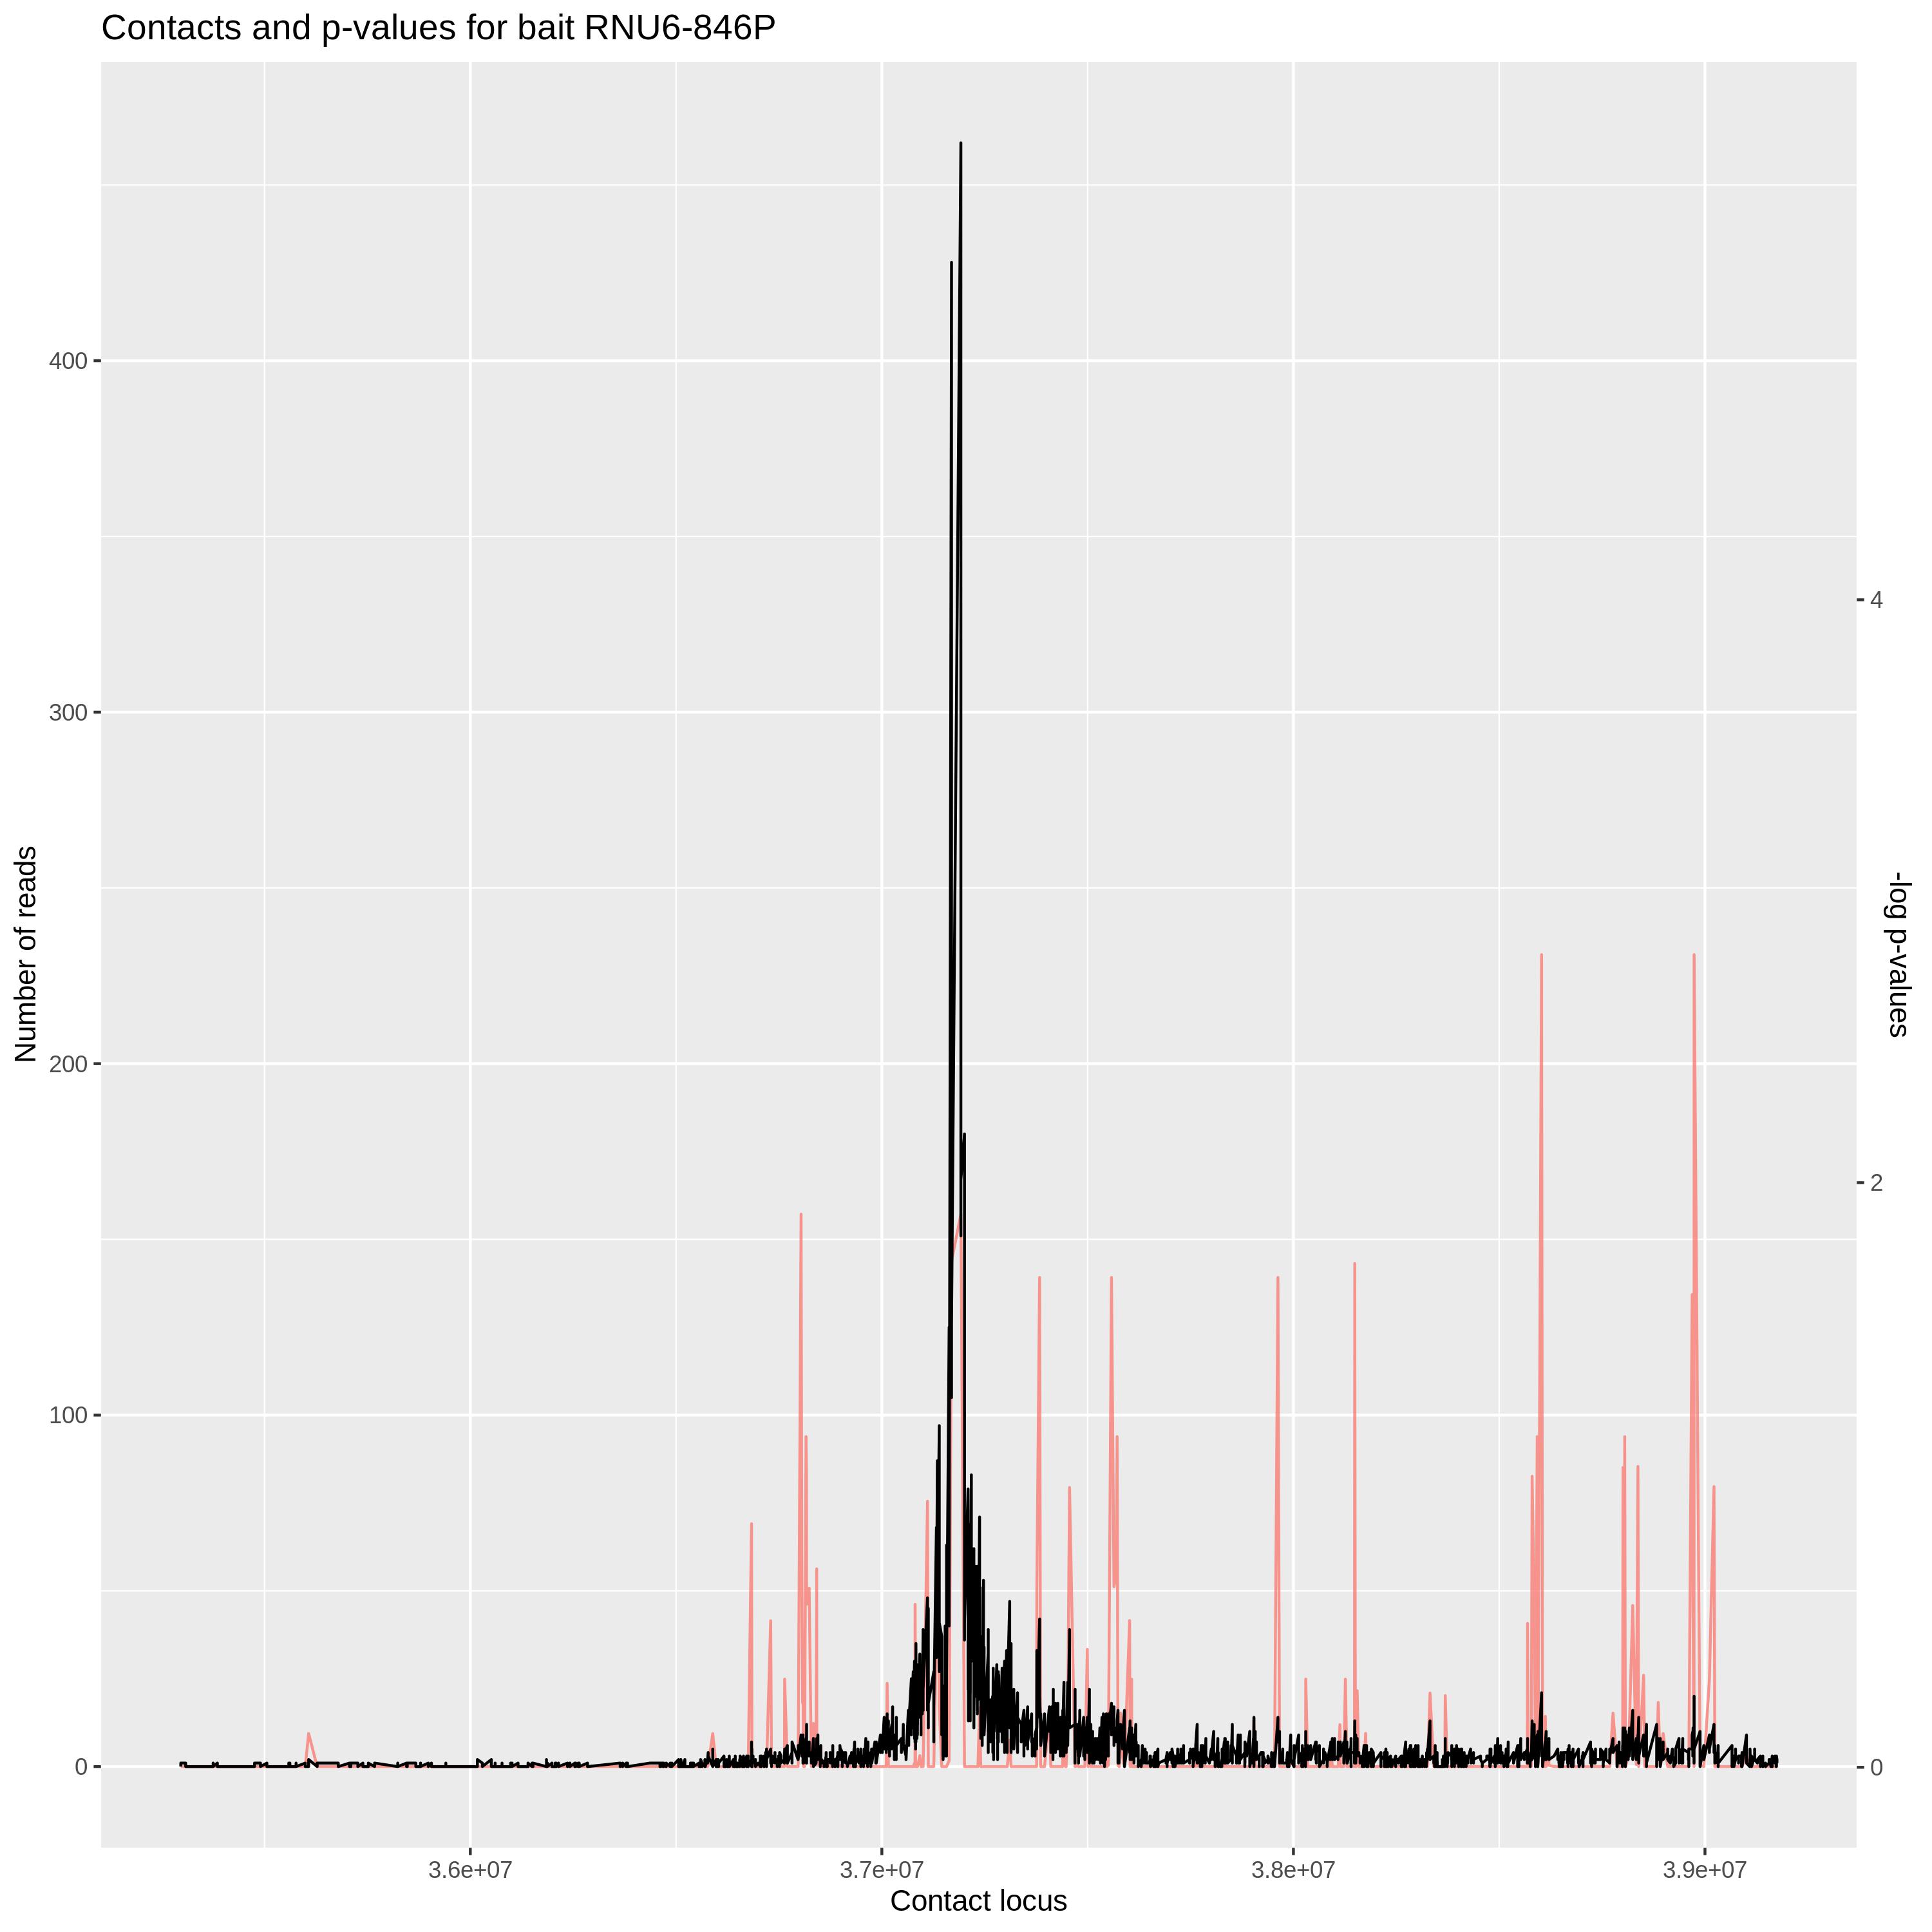 Contacts and p-values for bait RNU6-846P
Number of reads
400
300
200
100
0
4
2
0
-log p-values
3.6e+07
3.7e+07
3.8e+07
3.9e+07
Contact locus